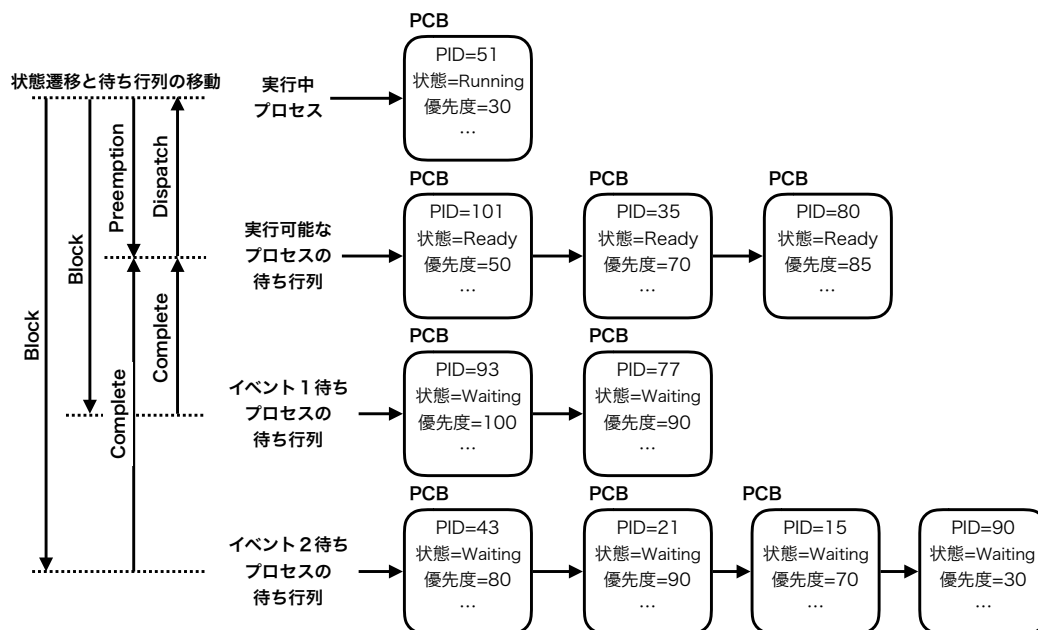 状態遷移と待ち行列の移動
Block
Block
Preemption
Dispatch
Complete
Complete
実行中
プロセス
PCB
PID=51
状態=Running
優先度=30
…
実行可能な
プロセスの
待ち行列
PCB
PID=101
状態=Ready
優先度=50
…
PCB
PID=35
状態=Ready
優先度=70
…
PCB
PID=80
状態=Ready
優先度=85
…
イベント１待ち
プロセスの
待ち行列
PCB
PID=93
状態=Waiting
優先度=100
…
PCB
PID=77
状態=Waiting
優先度=90
…
イベント２待ち
プロセスの
待ち行列
PCB
PID=43
状態=Waiting
優先度=80
…
PCB
PID=21
状態=Waiting
優先度=90
…
PCB
PID=15
状態=Waiting
優先度=70
…
PID=90
状態=Waiting
優先度=30
…